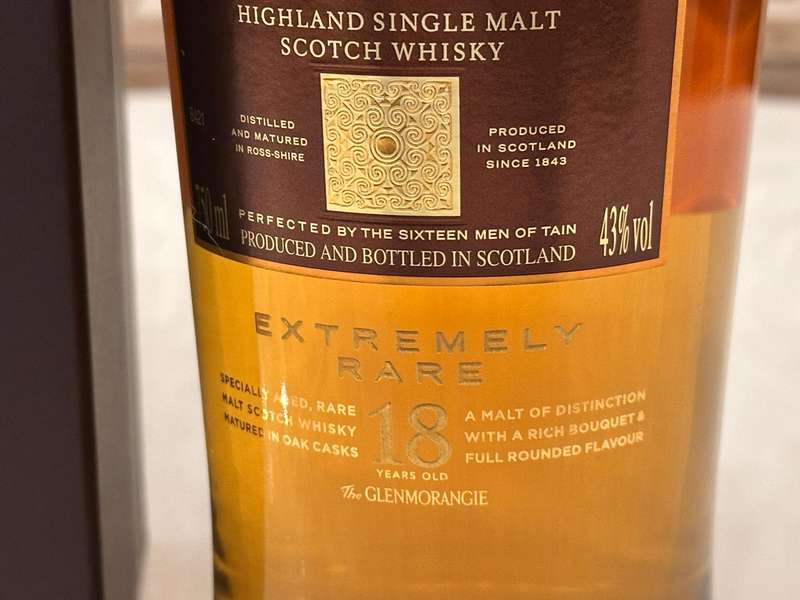 HIGHLAND SINGLE MALT
SCOTCH WHISKY
DISTILLED
AND MATURED
IN ROSS-SHIRE
PRODUCED
IN SCOTLAND
SINCE 1843
750ml
PERFECTED BY THE SIXTEEN MEN OF TAIN
PRODUCED AND BOTTLED IN SCOTLAND
43% vol
EXTREMELY
RARE
SPECIALLY AGED, RARE
MALT SCOTCH WHISKY
MATURED IN OAK CASKS
18
YEARS OLD
A MALT OF DISTINCTION
WITH A RICH BOUQUET &
FULL ROUNDED FLAVOUR
The GLENMORANGIE